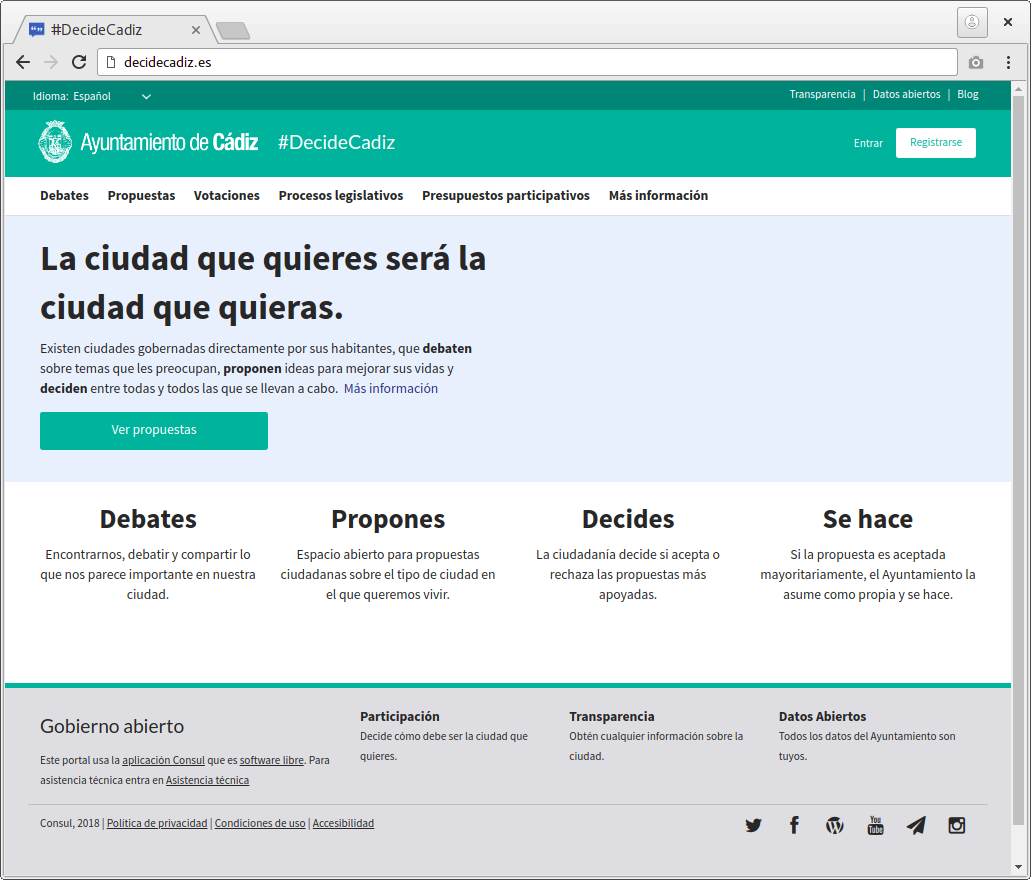 #DecideCadiz
decidecadiz.es
Idioma: Español
Transparencia | Datos abiertos | Blog
Ayuntamiento de Cádiz #DecideCadiz
Entrar Registrarse
Debates Propuestas Votaciones Procesos legislativos Presupuestos participativos Más información
La ciudad que quieres será la
ciudad que quieras.
Existen ciudades gobernadas directamente por sus habitantes, que debaten
sobre temas que les preocupan, proponen ideas para mejorar sus vidas y
deciden entre todas y todos las que se llevan a cabo. Más información
Ver propuestas
Debates
Encontrarnos, debatir y compartir lo
que nos parece importante en nuestra
ciudad.
Propones
Espacio abierto para propuestas
ciudadanas sobre el tipo de ciudad en
el que queremos vivir.
Decides
La ciudadanía decide si acepta o
rechaza las propuestas más
apoyadas.
Se hace
Si la propuesta es aceptada
mayoritariamente, el Ayuntamiento la
asume como propia y se hace.
Gobierno abierto
Este portal usa la aplicación Consul que es software libre. Para
asistencia técnica entra en Asistencia técnica
Participación
Decide cómo debe ser la ciudad que
quieres.
Transparencia
Obtén cualquier información sobre la
ciudad.
Datos Abiertos
Todos los datos del Ayuntamiento son
tuyos.
Consul, 2018 | Política de privacidad | Condiciones de uso | Accesibilidad
You
Tube